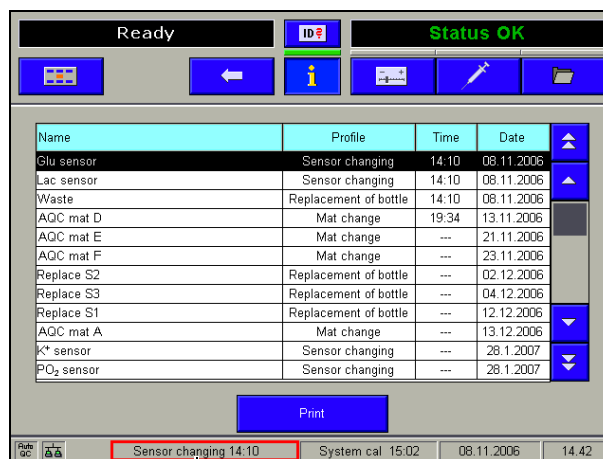 Ready ID? Status OK
i
Name Profile Time Date
Glu sensor Sensor changing 14:10 08.11.2006
Lac sensor Sensor changing 14:10 08.11.2006
Waste Replacement of bottle 14:10 08.11.2006
AQC mat D Mat change 19:34 13.11.2006
AQC mat E Mat change --- 21.11.2006
AQC mat F Mat change --- 23.11.2006
Replace S2 Replacement of bottle --- 02.12.2006
Replace S3 Replacement of bottle --- 04.12.2006
Replace S1 Replacement of bottle --- 12.12.2006
AQC mat A Mat change --- 13.12.2006
K⁺ sensor Sensor changing --- 28.1.2007
PO₂ sensor Sensor changing --- 28.1.2007
Print
Auto QC Sensor changing 14:10 System cal 15:02 08.11.2006 14.42